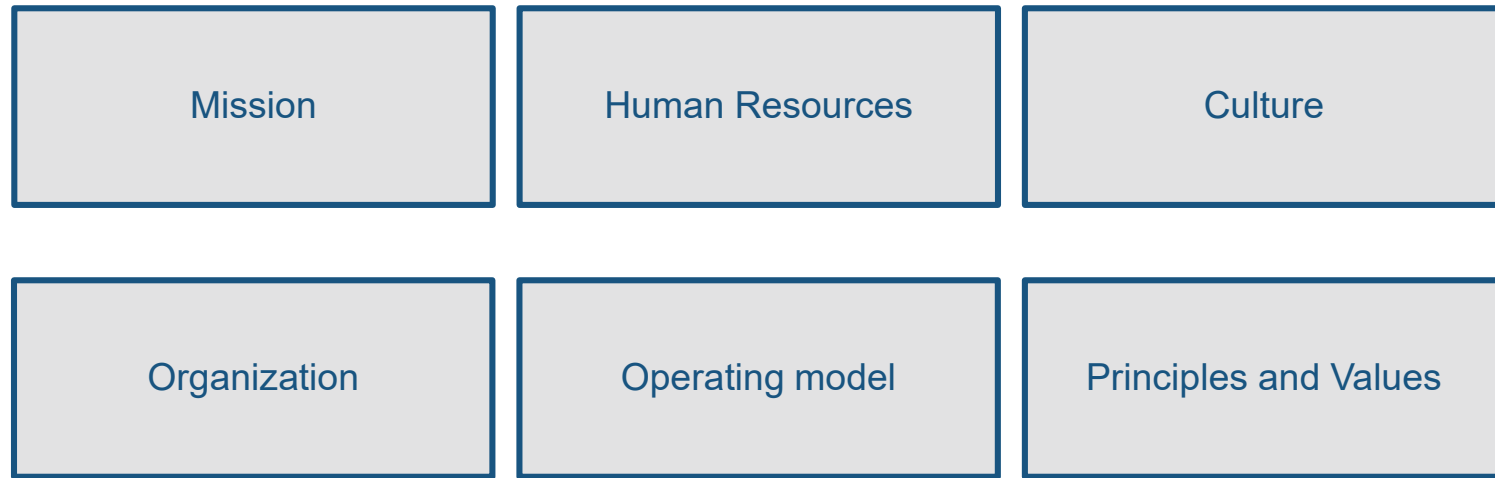 Mission
Human Resources
Culture
Organization
Operating model
Principles and Values